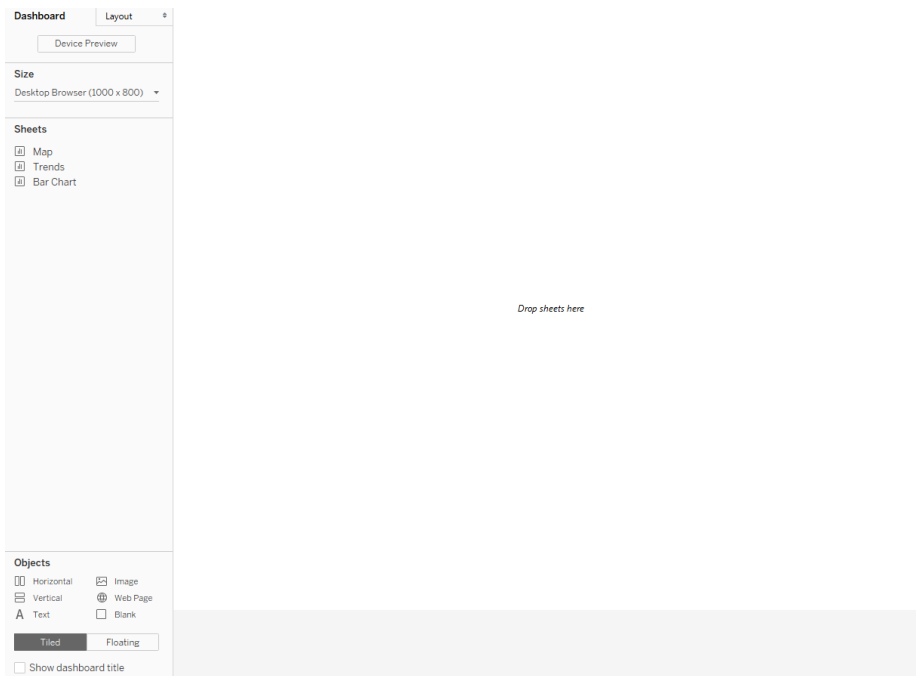 Dashboard Layout
Device Preview
Size
Desktop Browser (1000 x 800)
Sheets
Map
Trends
Bar Chart
Drop sheets here
Objects
Horizontal Image
Vertical Web Page
A Text Blank
Tiled Floating
Show dashboard title